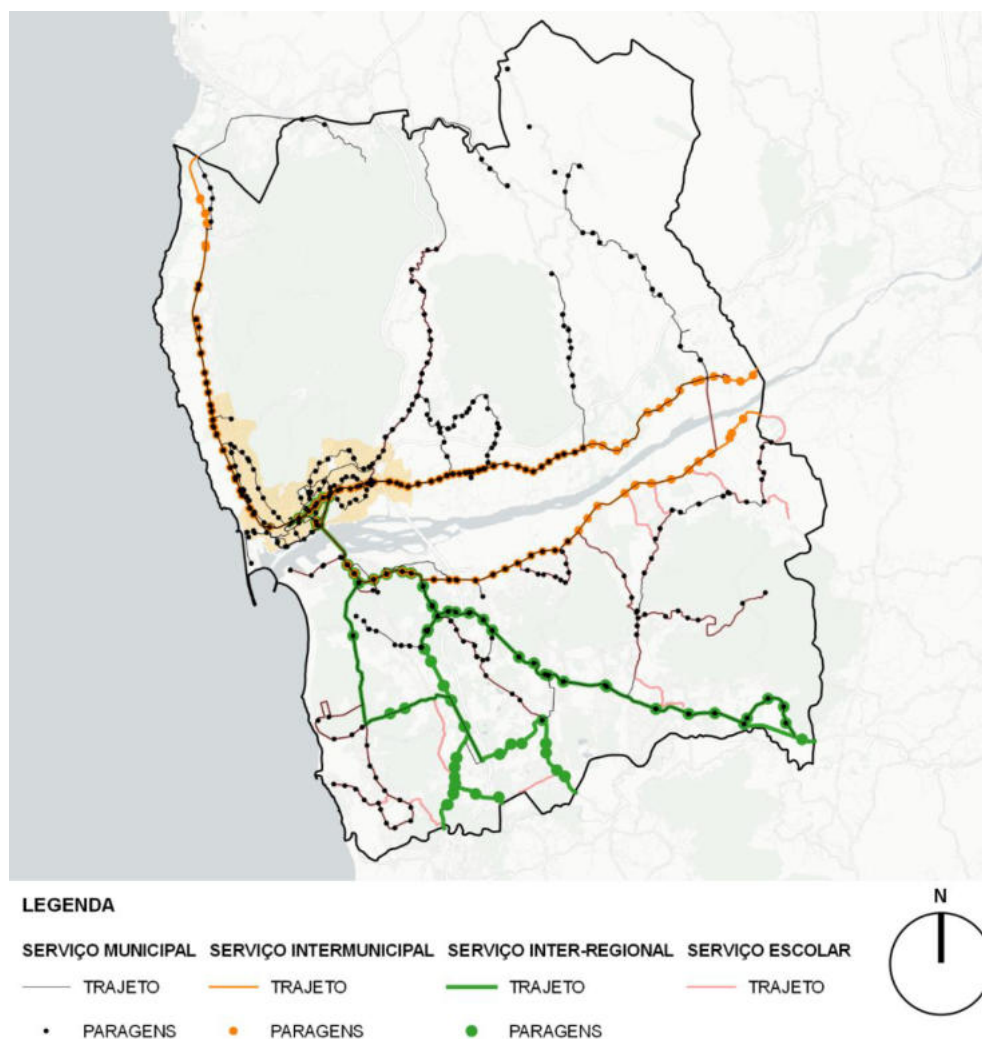 LEGENDA
N
SERVIÇO MUNICIPAL SERVIÇO INTERMUNICIPAL SERVIÇO INTER-REGIONAL SERVIÇO ESCOLAR
TRAJETO TRAJETO TRAJETO TRAJETO
PARAGENS PARAGENS PARAGENS